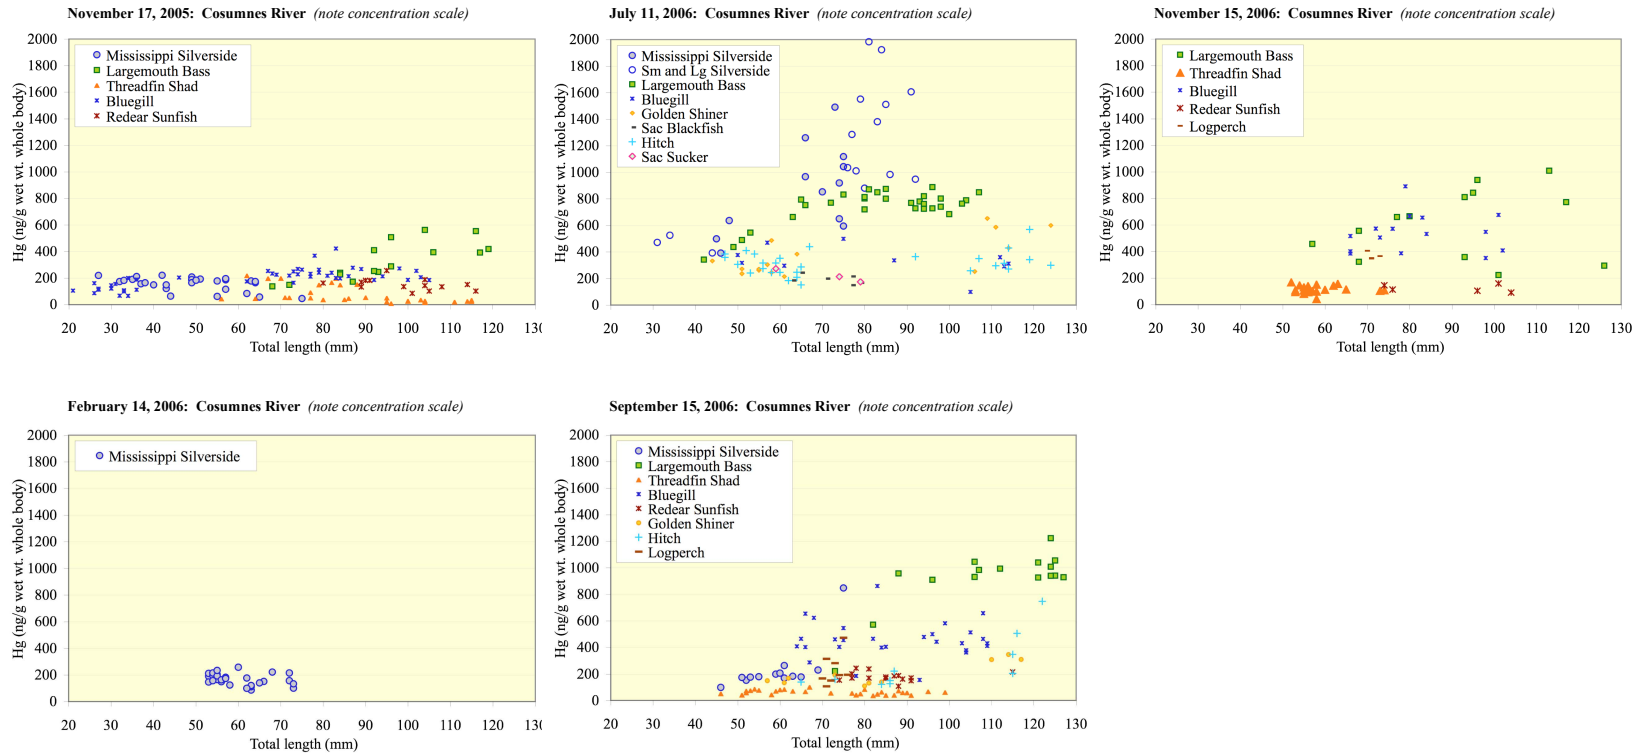 November 17, 2005: Cosumnes River (note concentration scale)
Hg (ng/g wet wt. whole body)
2000
1800
1600
1400
1200
1000
800
600
400
200
0
Mississippi Silverside
Largemouth Bass
Threadfin Shad
Bluegill
Redear Sunfish
20 30 40 50 60 70 80 90 100 110 120 130
Total length (mm)
July 11, 2006: Cosumnes River (note concentration scale)
Hg (ng/g wet wt. whole body)
2000
1800
1600
1400
1200
1000
800
600
400
200
0
Mississippi Silverside
Sm and Lg Silverside
Largemouth Bass
Bluegill
Golden Shiner
Sac Blackfish
Hitch
Sac Sucker
20 30 40 50 60 70 80 90 100 110 120 130
Total length (mm)
November 15, 2006: Cosumnes River (note concentration scale)
Hg (ng/g wet wt. whole body)
2000
1800
1600
1400
1200
1000
800
600
400
200
0
Largemouth Bass
Threadfin Shad
Bluegill
Redear Sunfish
Logperch
20 30 40 50 60 70 80 90 100 110 120 130
Total length (mm)
February 14, 2006: Cosumnes River (note concentration scale)
Hg (ng/g wet wt. whole body)
2000
1800
1600
1400
1200
1000
800
600
400
200
0
Mississippi Silverside
20 30 40 50 60 70 80 90 100 110 120 130
Total length (mm)
September 15, 2006: Cosumnes River (note concentration scale)
Hg (ng/g wet wt. whole body)
2000
1800
1600
1400
1200
1000
800
600
400
200
0
Mississippi Silverside
Largemouth Bass
Threadfin Shad
Bluegill
Redear Sunfish
Golden Shiner
Hitch
Logperch
20 30 40 50 60 70 80 90 100 110 120 130
Total length (mm)